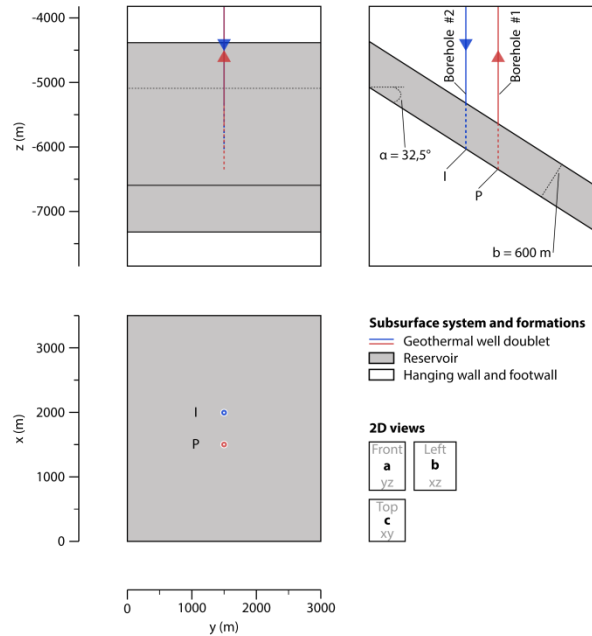 -4000
-5000
-6000
-7000
z (m)
Borehole #2
Borehole #1
α = 32,5°
I
P
b = 600 m
3000
2000
1000
0
x (m)
I
P
Subsurface system and formations
Geothermal well doublet
Reservoir
Hanging wall and footwall
2D views
Front
a
yz
Left
b
xz
Top
c
xy
0
1000
2000
3000
y (m)